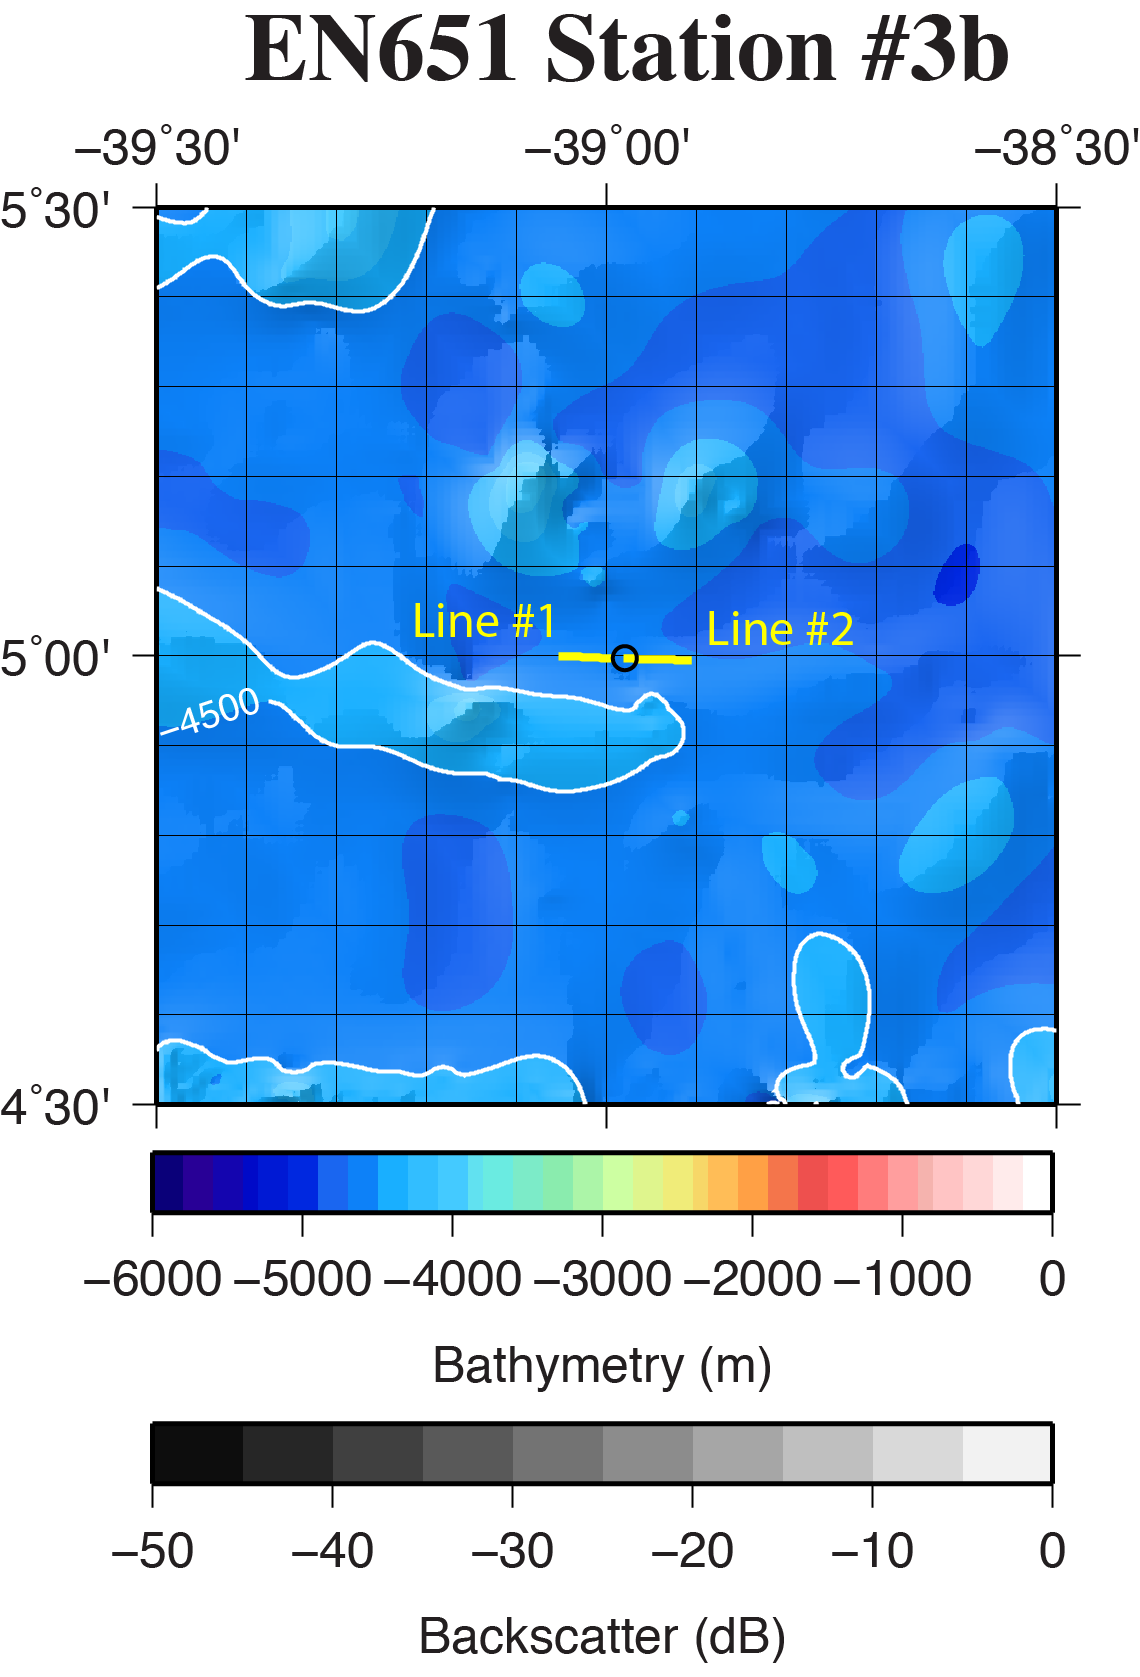 EN651 Station #3b
−39˚30' −39˚00' −38˚30'
5˚30'
Line #1
Line #2
5˚00'
−4500
4˚30'
−6000 −5000 −4000 −3000 −2000 −1000 0
Bathymetry (m)
−50 −40 −30 −20 −10 0
Backscatter (dB)